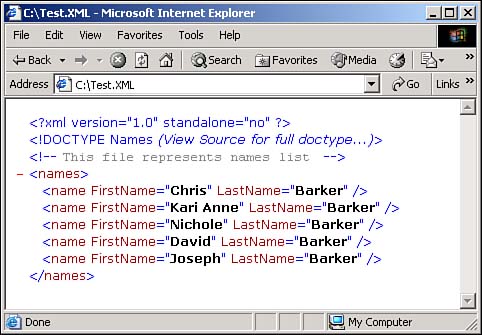 C:\Test.XML - Microsoft Internet Explorer
File Edit View Favorites Tools Help
Back Search Favorites Media
Address C:\Test.XML Go Links »
<?xml version="1.0" standalone="no" ?>
<!DOCTYPE Names (View Source for full doctype...)>
<!-- This file represents names list -->
- <names>
<name FirstName="Chris" LastName="Barker" />
<name FirstName="Kari Anne" LastName="Barker" />
<name FirstName="Nichole" LastName="Barker" />
<name FirstName="David" LastName="Barker" />
<name FirstName="Joseph" LastName="Barker" />
</names>
Done My Computer